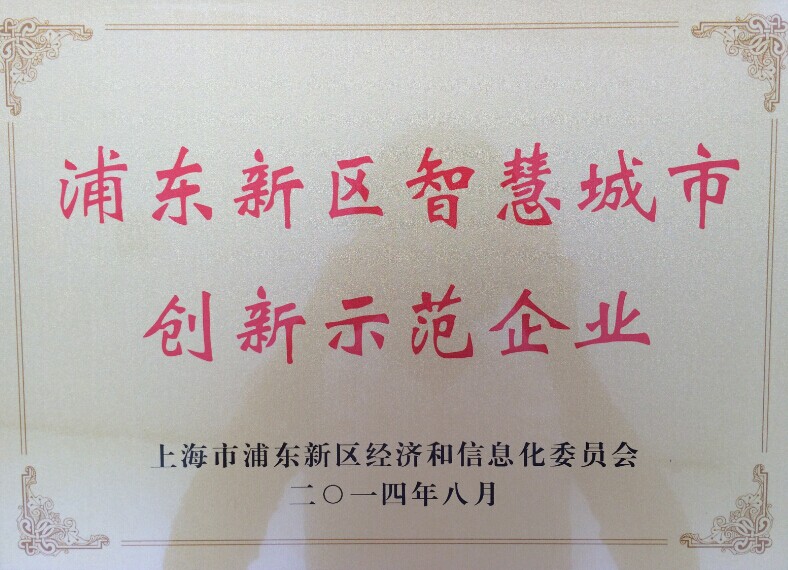 浦东新区智慧城市
创新示范企业
上海市浦东新区经济和信息化委员会
二〇一四年八月